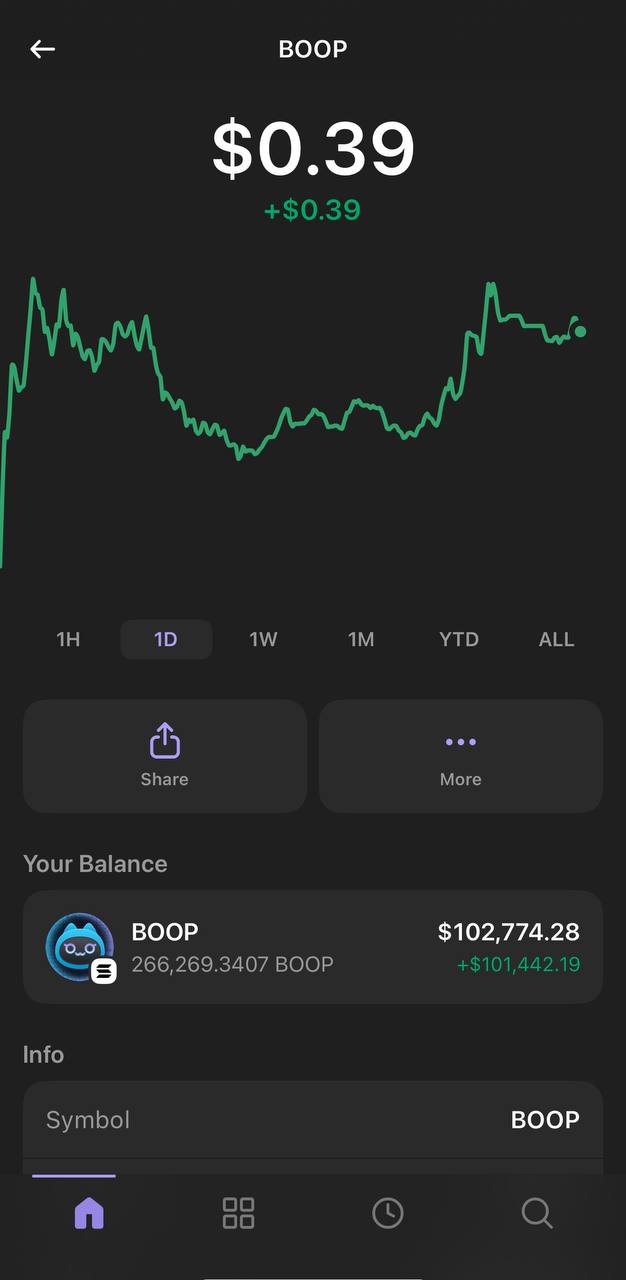 BOOP
$0.39
+$0.39
1H 1D 1W 1M YTD ALL
Share More
Your Balance
BOOP $102,774.28
266,269.3407 BOOP +$101,442.19
Info
Symbol BOOP